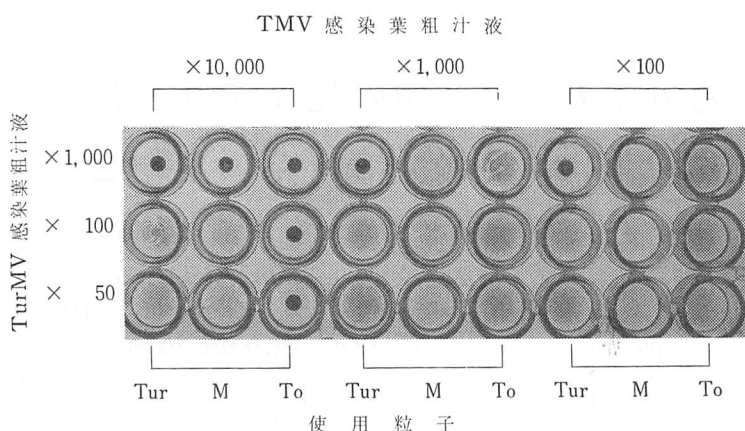 TMV 感染葉粗汁液
×10,000 ×1,000 ×100
TurMV 感染葉粗汁液
×1,000
× 100
× 50
Tur M To Tur M To Tur M To
使用粒子